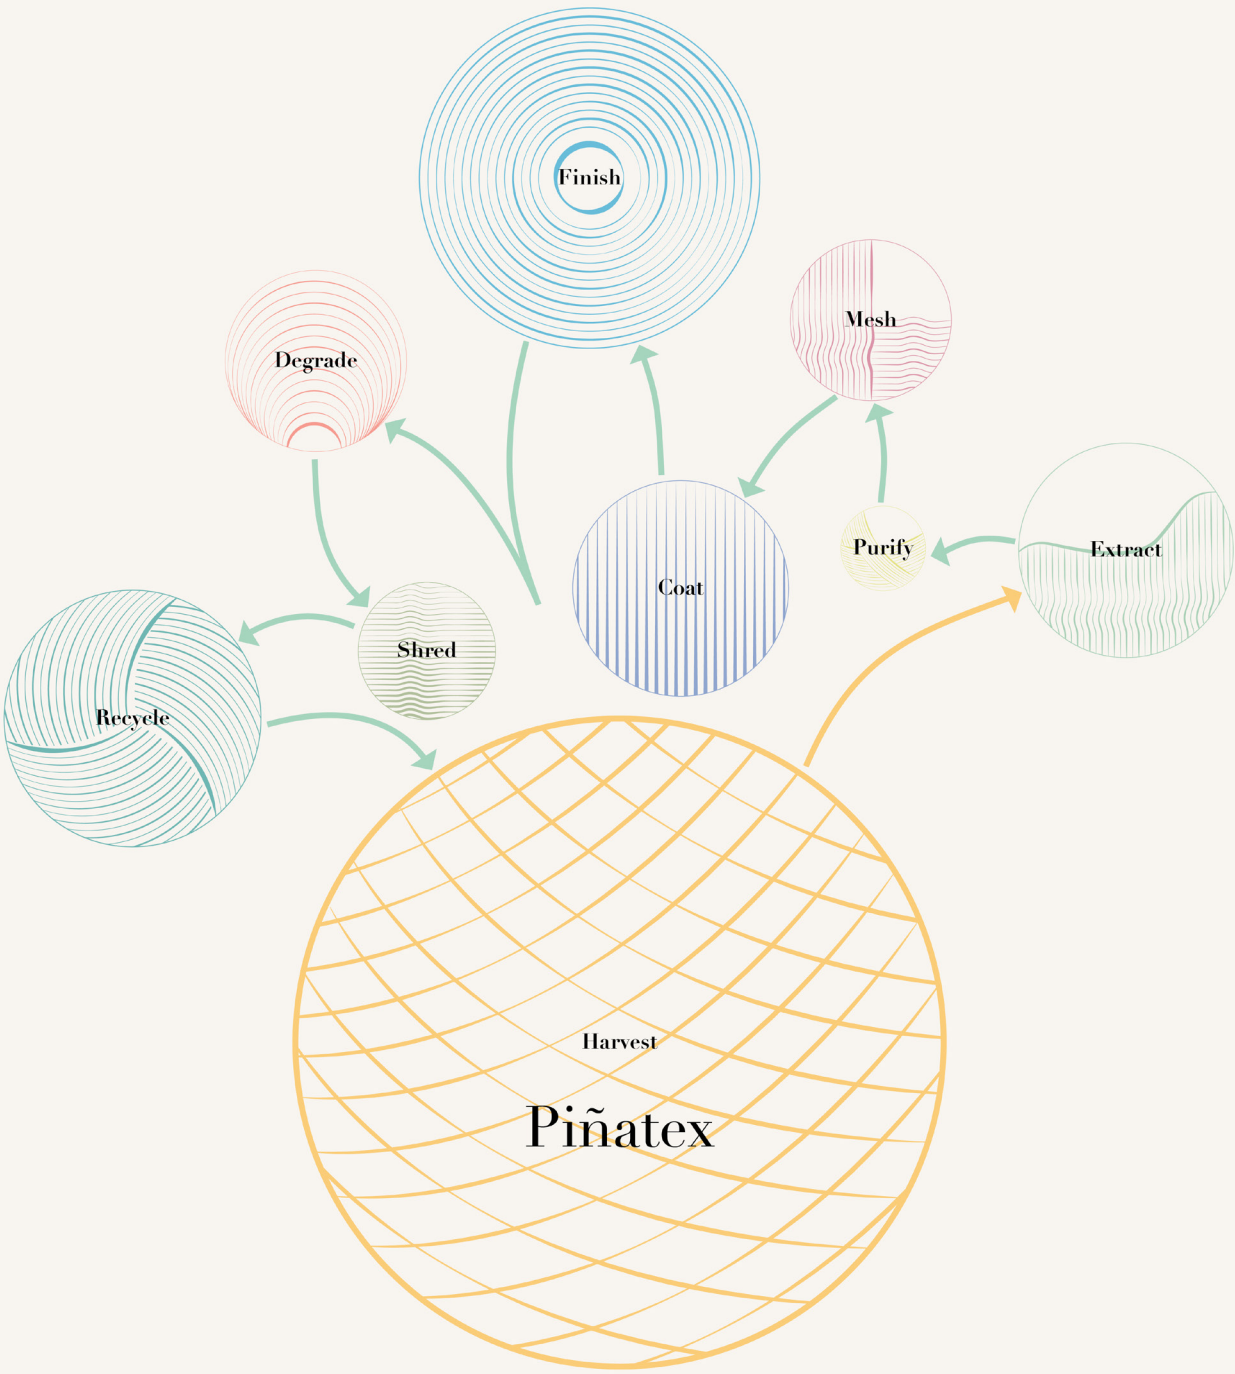 Finish
Mesh
Degrade
Purify
Extract
Coat
Shred
Recycle
Harvest
Piñatex